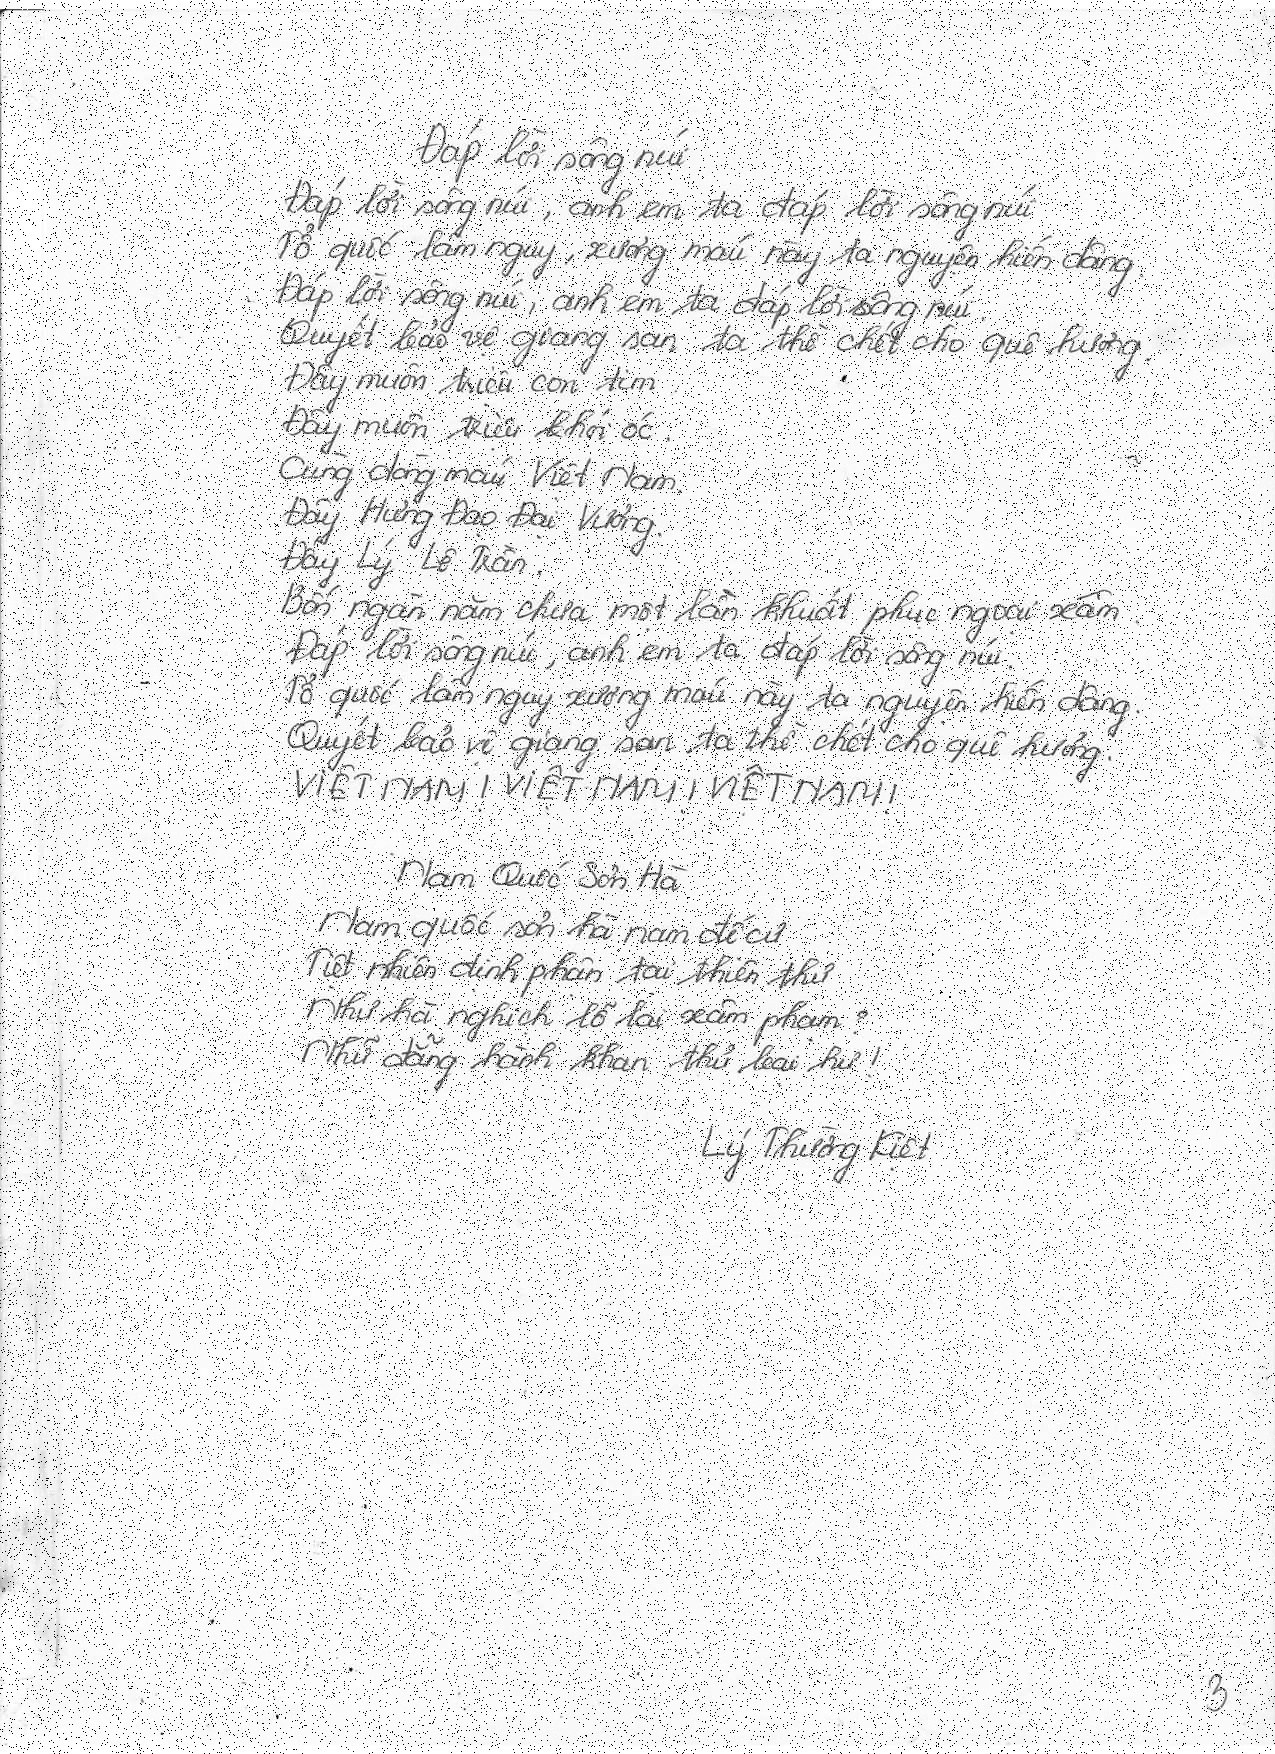 Đáp lời sông núi
Đáp lời sông núi, anh em ta đáp lời sông núi
Tổ quốc lâm nguy, xương máu này ta nguyện hiến dâng.
Đáp lời sông núi, anh em ta đáp lời sông núi.
Quyết bảo vệ giang san ta thề chết cho quê hương.
Đây muôn triệu con tim
Đây muôn triệu khối óc.
Cùng dòng máu Việt Nam.
Đây Hưng Đạo Đại Vương.
Đây Lý Lê Trần.
Bốn ngàn năm chưa một lần khuất phục ngoại xâm.
Đáp lời sông núi, anh em ta đáp lời sông núi.
Tổ quốc lâm nguy xương máu này ta nguyện hiến dâng.
Quyết bảo vệ giang san ta thề chết cho quê hương.
VIỆT NAM! VIỆT NAM! VIỆT NAM!
Nam Quốc Sơn Hà
Nam quốc sơn hà nam đế cư
Tiệt nhiên định phận tại thiên thư
Như hà nghịch lỗ lai xâm phạm?
Nhữ đẳng hành khan thủ bại hư!
Lý Thường Kiệt
3